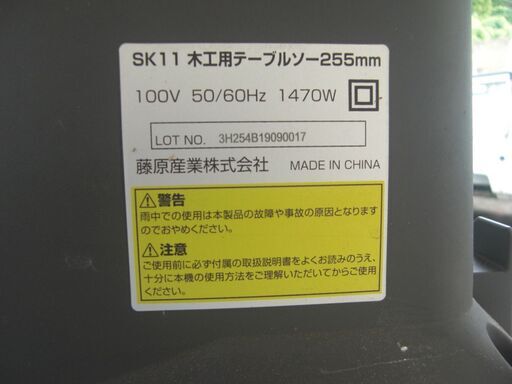 SK11 木工用テーブルソー255mm
100V 50/60Hz 1470W
LOT NO. 3H254B19090017
藤原産業株式会社 MADE IN CHINA
警告
雨中での使用は本製品の故障や事故の原因となりますのでおやめください。
注意
ご使用前に必ず付属の取扱説明書をよくお読みのうえ、
十分に本機の使用方法をご理解いただいてからご使用
ください。